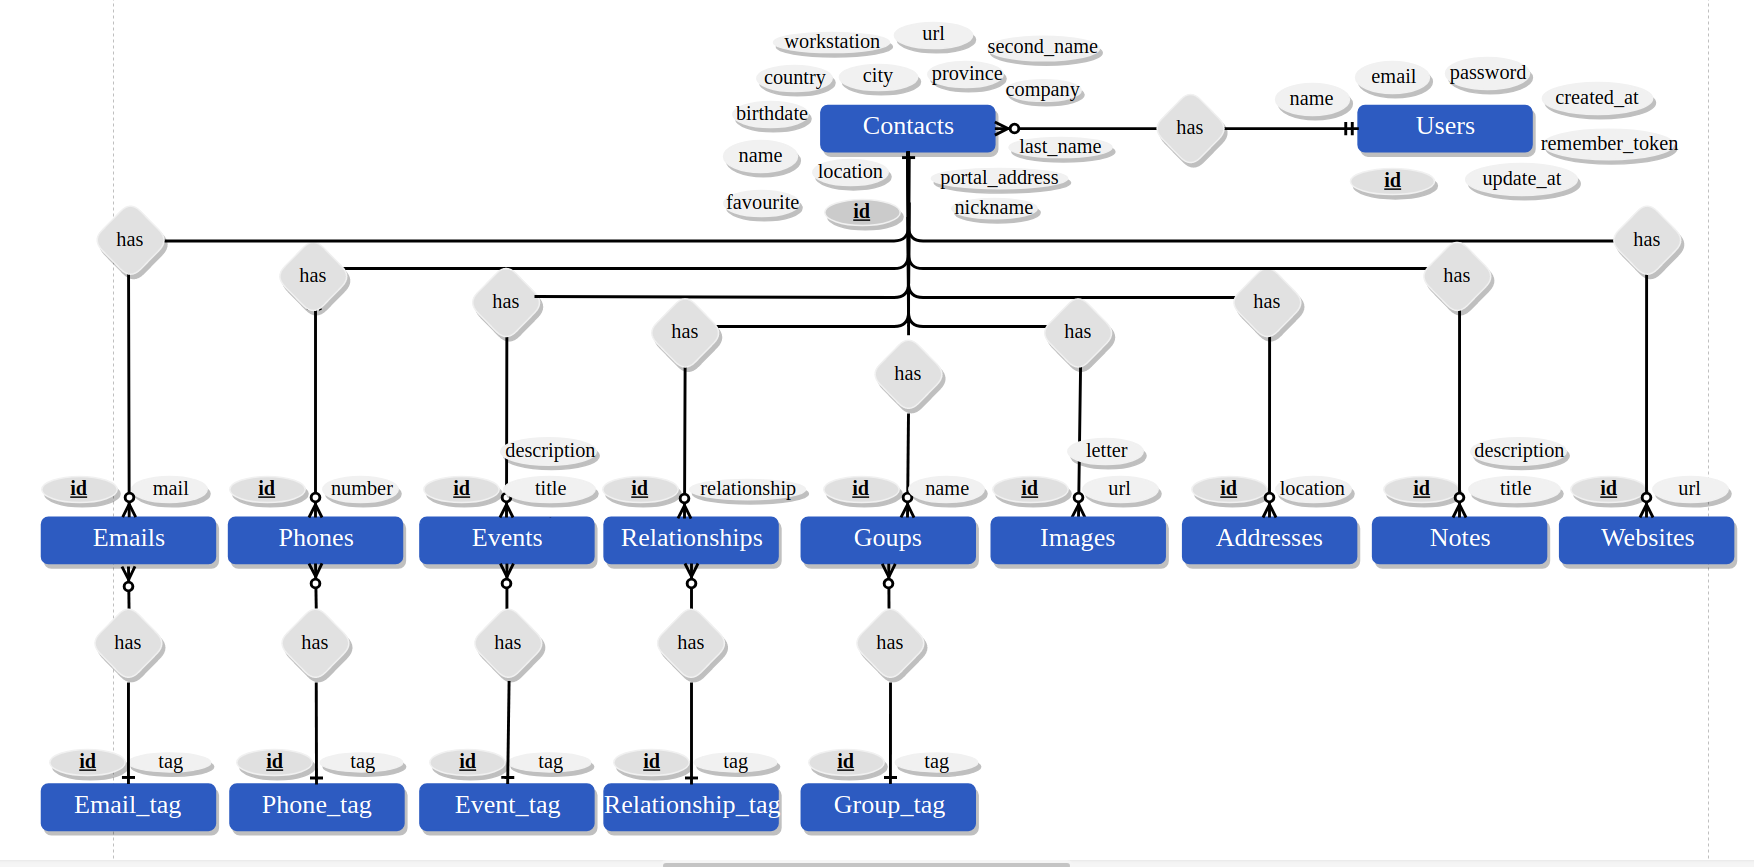 workstation
url
second_name
country
city
province
company
birthdate
Contacts
name
location
last_name
portal_address
favourite
id
nickname
has
name
email
password
created_at
Users
remember_token
id
update_at
has
has
has
has
has
has
has
has
has
description
letter
description
id
mail
id
number
id
title
id
relationship
id
name
id
url
id
location
id
title
id
url
Emails
Phones
Events
Relationships
Goups
Images
Addresses
Notes
Websites
has
has
has
has
has
id
tag
id
tag
id
tag
id
tag
id
tag
Email_tag
Phone_tag
Event_tag
Relationship_tag
Group_tag